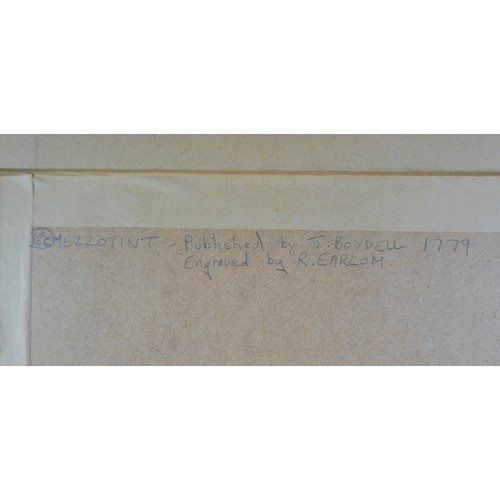 MEZZOTINT - Published by J. BOYDELL 1779
Engraved by R. EARLOM